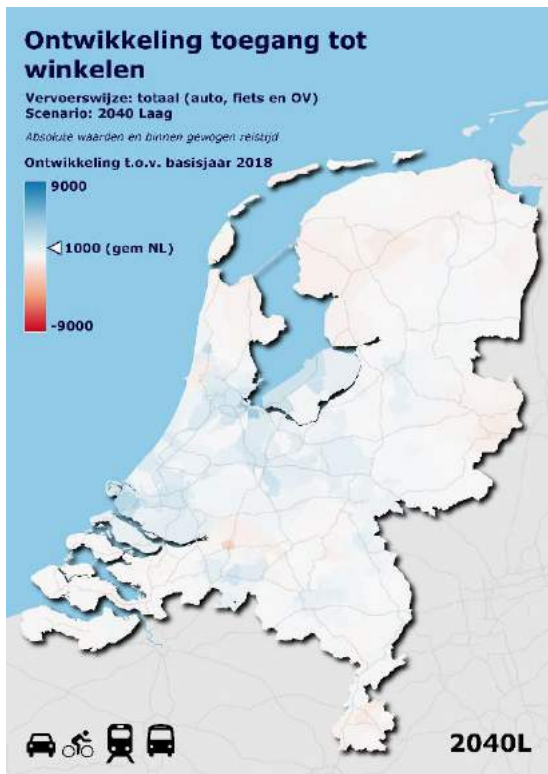 Ontwikkeling toegang tot
winkelen
Vervoerswijze: totaal (auto, fiets en OV)
Scenario: 2040 Laag
Absolute waarden en binnen gewogen reistijd
Ontwikkeling t.o.v. basisjaar 2018
9000
1000 (gem NL)
-9000
2040L